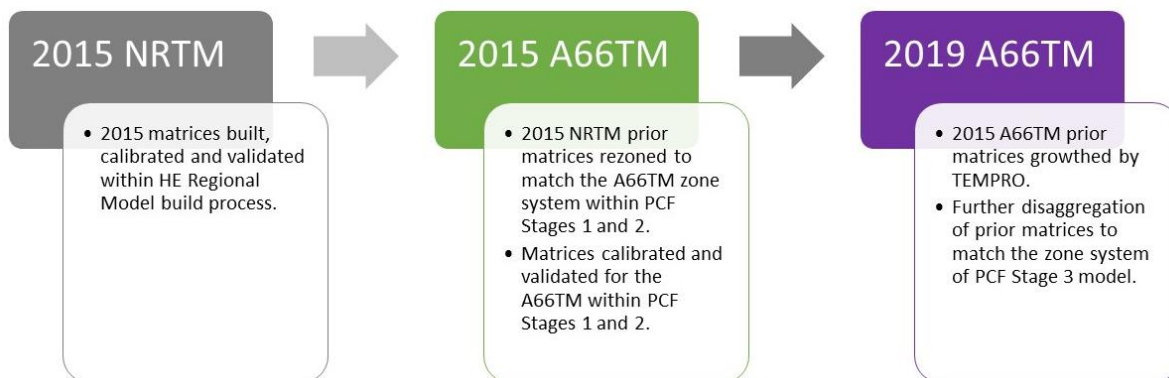 2015 NRTM
• 2015 matrices built,
calibrated and validated
within HE Regional
Model build process.
2015 A66TM
• 2015 NRTM prior
matrices rezoned to
match the A66TM zone
system within PCF
Stages 1 and 2.
• Matrices calibrated and
validated for the
A66TM within PCF
Stages 1 and 2.
2019 A66TM
• 2015 A66TM prior
matrices growthed by
TEMPRO.
• Further disaggregation
of prior matrices to
match the zone system
of PCF Stage 3 model.